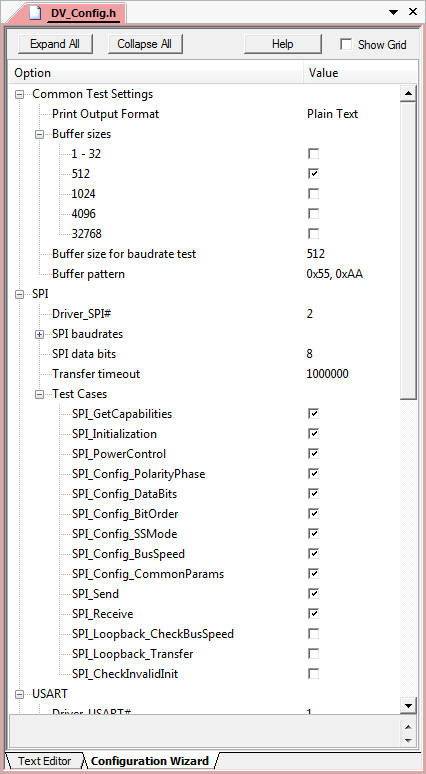 DV_Config.h
Expand All Collapse All Help Show Grid
Option Value
Common Test Settings
Print Output Format Plain Text
Buffer sizes
1 - 32
512
1024
4096
32768
Buffer size for baudrate test 512
Buffer pattern 0x55, 0xAA
SPI
Driver_SPI# 2
SPI baudrates
SPI data bits 8
Transfer timeout 1000000
Test Cases
SPI_GetCapabilities
SPI_Initialization
SPI_PowerControl
SPI_Config_PolarityPhase
SPI_Config_DataBits
SPI_Config_BitOrder
SPI_Config_SSMode
SPI_Config_BusSpeed
SPI_Config_CommonParams
SPI_Send
SPI_Receive
SPI_Loopback_CheckBusSpeed
SPI_Loopback_Transfer
SPI_CheckInvalidInit
USART
Driver_USART# 1
Text Editor Configuration Wizard